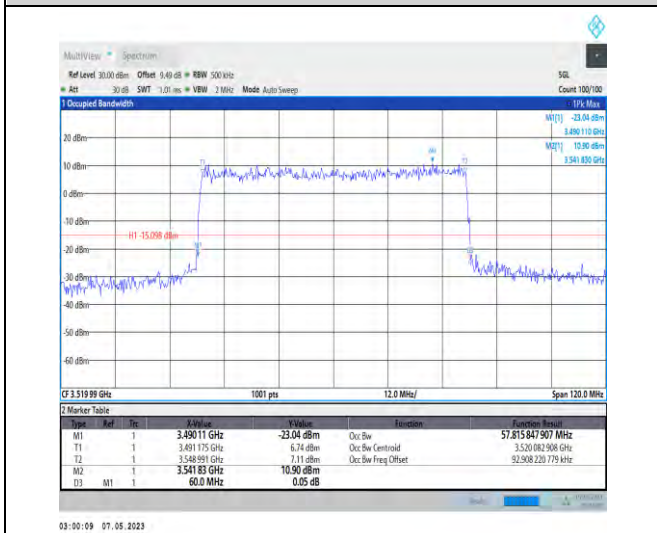 MultiView Spectrum
Ref Level 30.00 dBm Offset 9.49 dB RBW 500 kHz SGL
Att 30 dB SWT 1.01 ms VBW 2 MHz Mode Auto Sweep Count 100/100
1 Occupied Bandwidth 1Pk Max
M1[1] -23.04 dBm
3.490 110 GHz
M2[1] 10.90 dBm
3.541 830 GHz
20 dBm
10 dBm
0 dBm
-10 dBm
H1 -15.098 dBm
-20 dBm
-30 dBm
-40 dBm
-50 dBm
-60 dBm
CF 3.519 99 GHz 1001 pts 12.0 MHz/ Span 120.0 MHz
2 Marker Table
Type Ref Trc X-Value Y-Value Function Function Result
M1 1 3.490 11 GHz -23.04 dBm Occ Bw 57.815 847 907 MHz
T1 1 3.491 175 GHz 6.74 dBm Occ Bw Centroid 3.520 082 908 GHz
T2 1 3.548 991 GHz 7.11 dBm Occ Bw Freq Offset 92.908 220 779 kHz
M2 1 3.541 83 GHz 10.90 dBm
D3 M1 1 60.0 MHz 0.05 dB
03:00:09 07.05.2023